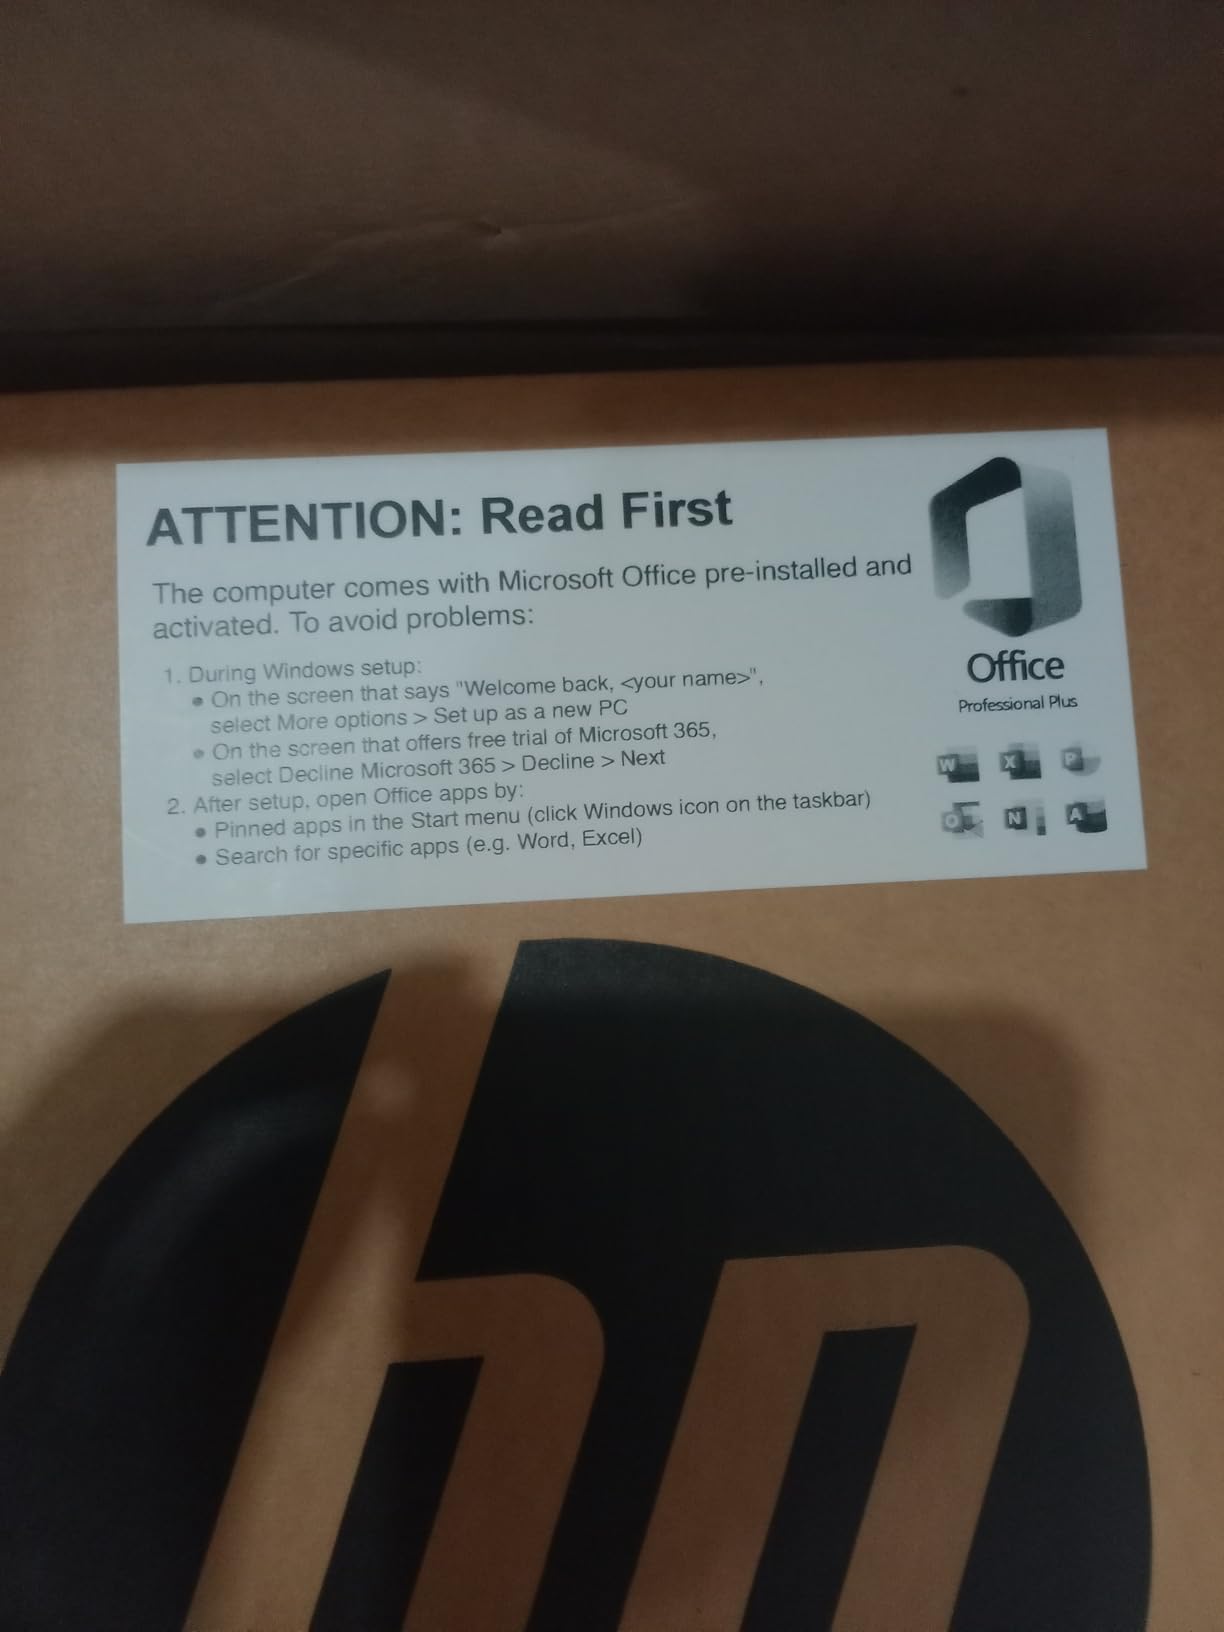 ATTENTION: Read First
The computer comes with Microsoft Office pre-installed and
activated. To avoid problems:
1. During Windows setup:
• On the screen that says "Welcome back, <your name>",
select More options > Set up as a new PC
• On the screen that offers free trial of Microsoft 365,
select Decline Microsoft 365 > Decline > Next
2. After setup, open Office apps by:
• Pinned apps in the Start menu (click Windows icon on the taskbar)
• Search for specific apps (e.g. Word, Excel)
Office
Professional Plus
W X P
O N A
hp